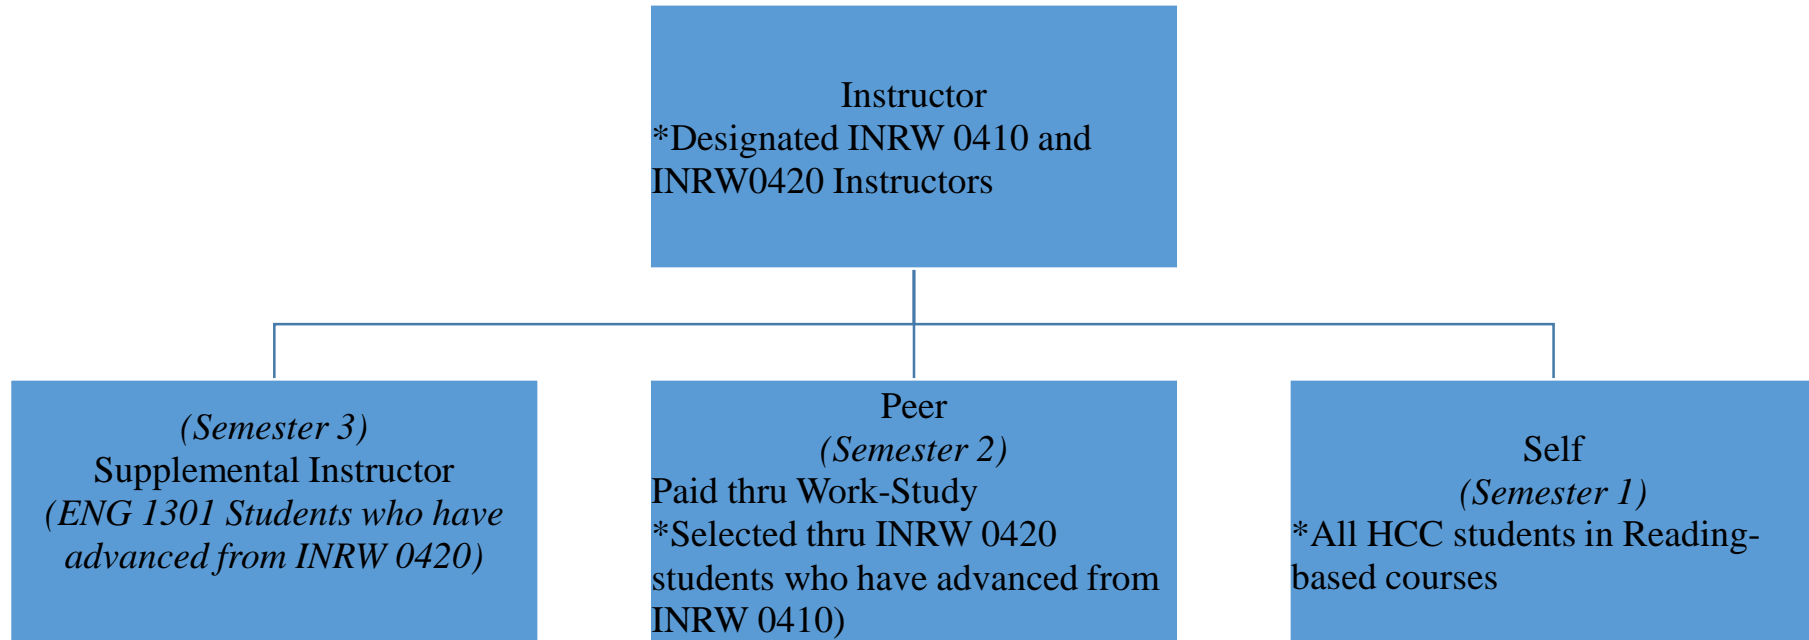 Instructor
*Designated INRW 0410 and
INRW0420 Instructors
(Semester 3)
Supplemental Instructor
(ENG 1301 Students who have
advanced from INRW 0420)
Peer
(Semester 2)
Paid thru Work-Study
*Selected thru INRW 0420
students who have advanced from
INRW 0410)
Self
(Semester 1)
*All HCC students in Reading-
based courses